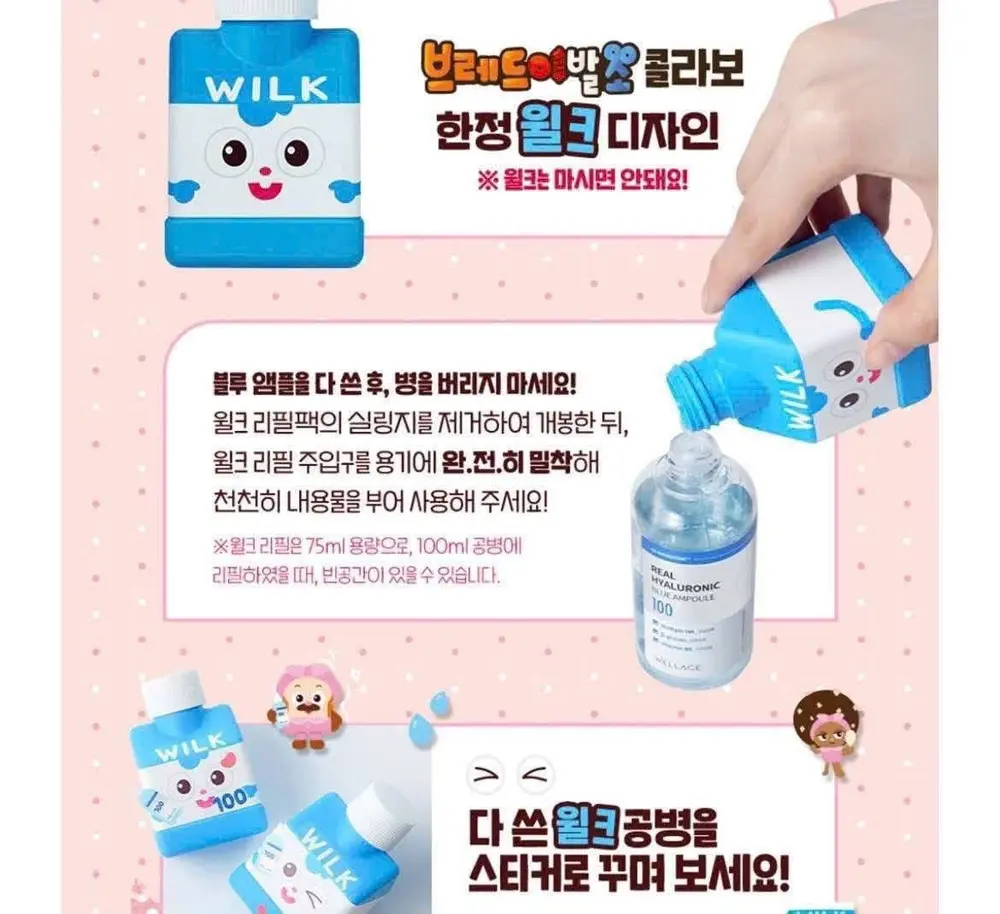 WILK
브레드이발소 콜라보
한정 윌크 디자인
※ 윌크는 마시면 안돼요!
WILK
블루 앰플을 다 쓴 후, 병을 버리지 마세요!
윌크 리필팩의 실링지를 제거하여 개봉한 뒤,
윌크 리필 주입구를 용기에 완.전.히 밀착해
천천히 내용물을 부어 사용해 주세요!
※윌크 리필은 75ml 용량으로, 100ml 공병에
리필하였을 때, 빈공간이 있을 수 있습니다.
REAL
HYALURONIC
BLUE AMPOULE
100
WELLAGE
WILK
100
100
WILK
다 쓴 윌크 공병을
스티커로 꾸며 보세요!